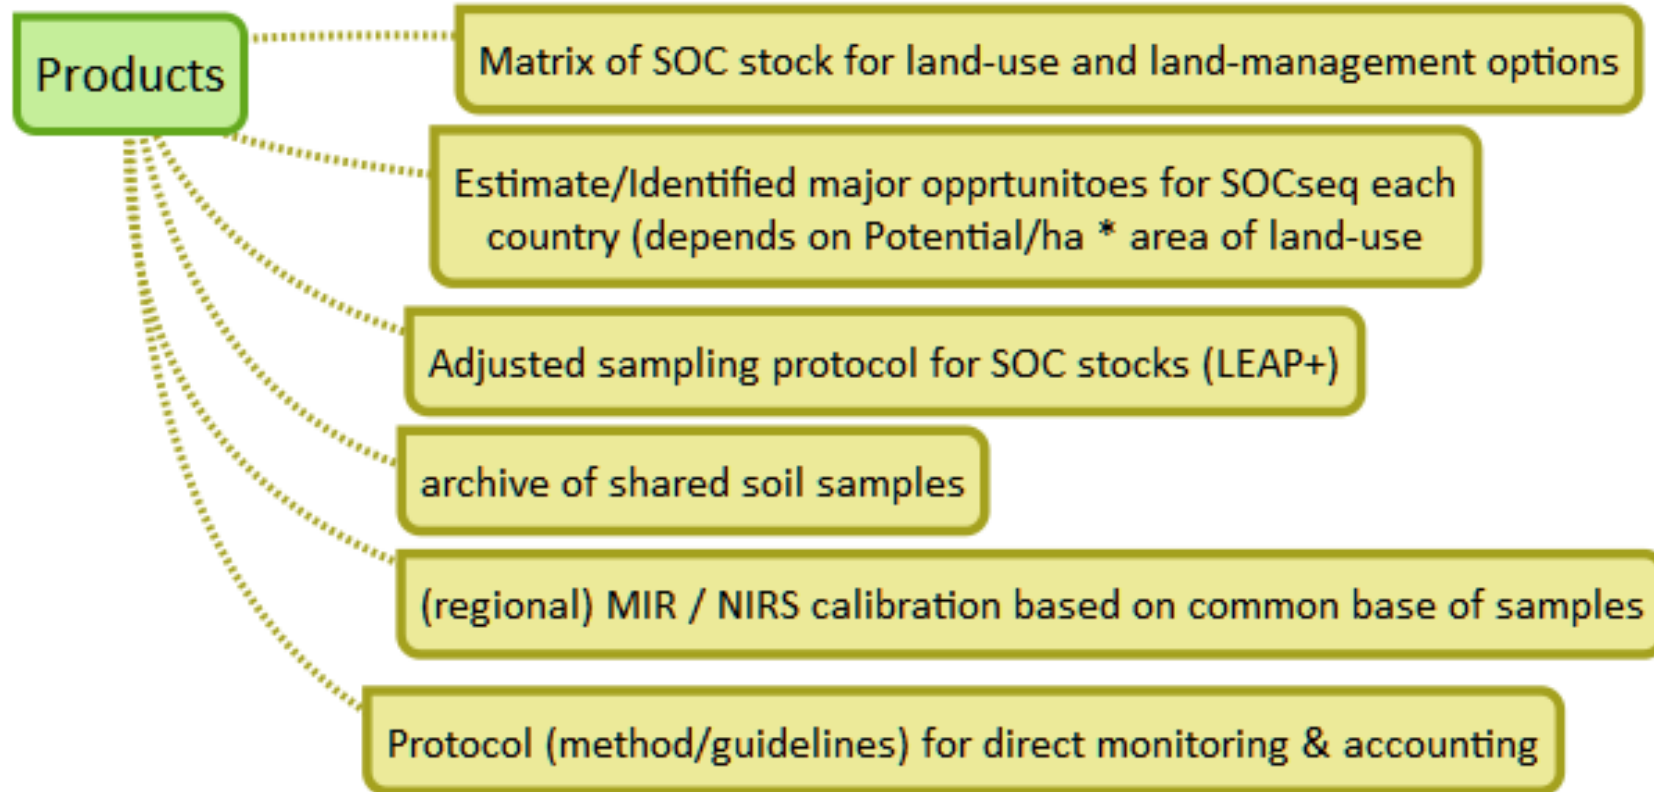 Products
Matrix of SOC stock for land-use and land-management options
Estimate/Identified major opprtunitoes for SOCseq each
country (depends on Potential/ha * area of land-use
Adjusted sampling protocol for SOC stocks (LEAP+)
archive of shared soil samples
(regional) MIR / NIRS calibration based on common base of samples
Protocol (method/guidelines) for direct monitoring & accounting